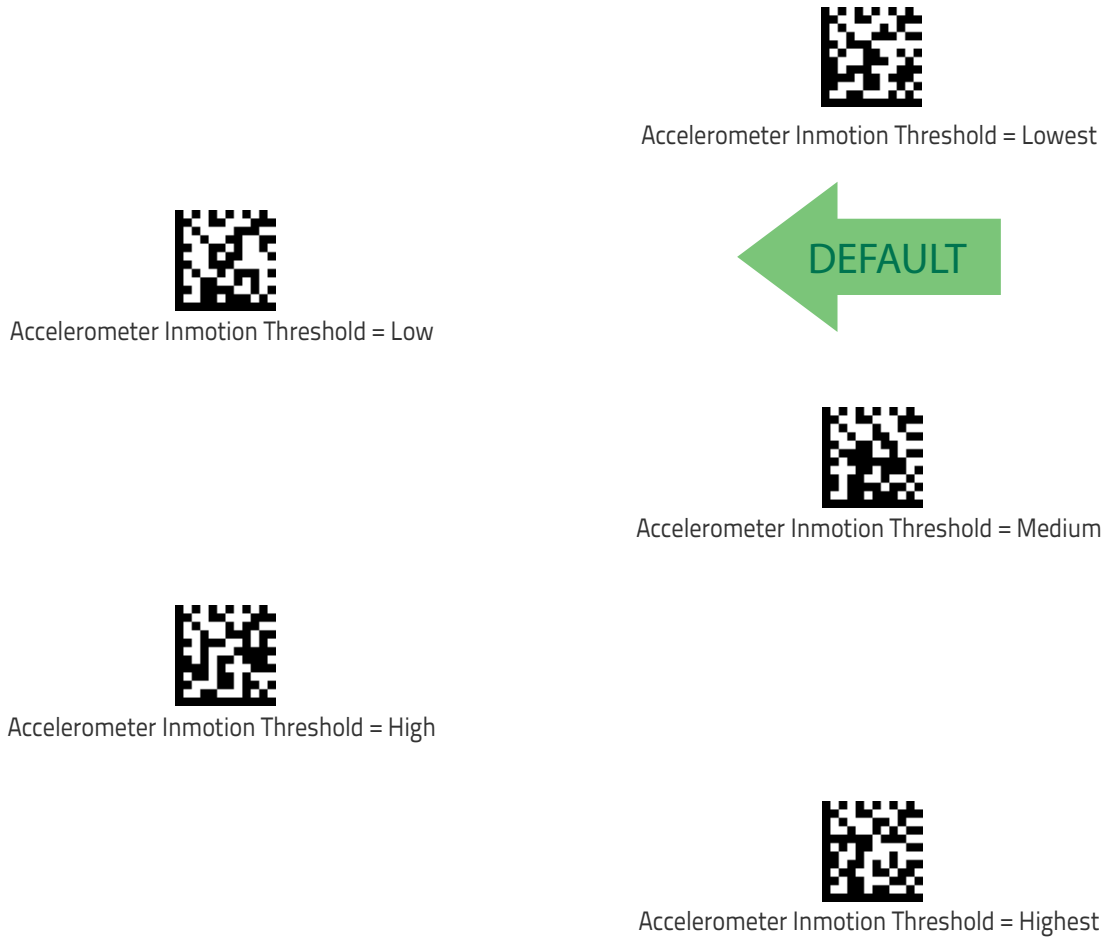 Accelerometer Inmotion Threshold = Lowest
DEFAULT
Accelerometer Inmotion Threshold = Low
Accelerometer Inmotion Threshold = Medium
Accelerometer Inmotion Threshold = High
Accelerometer Inmotion Threshold = Highest